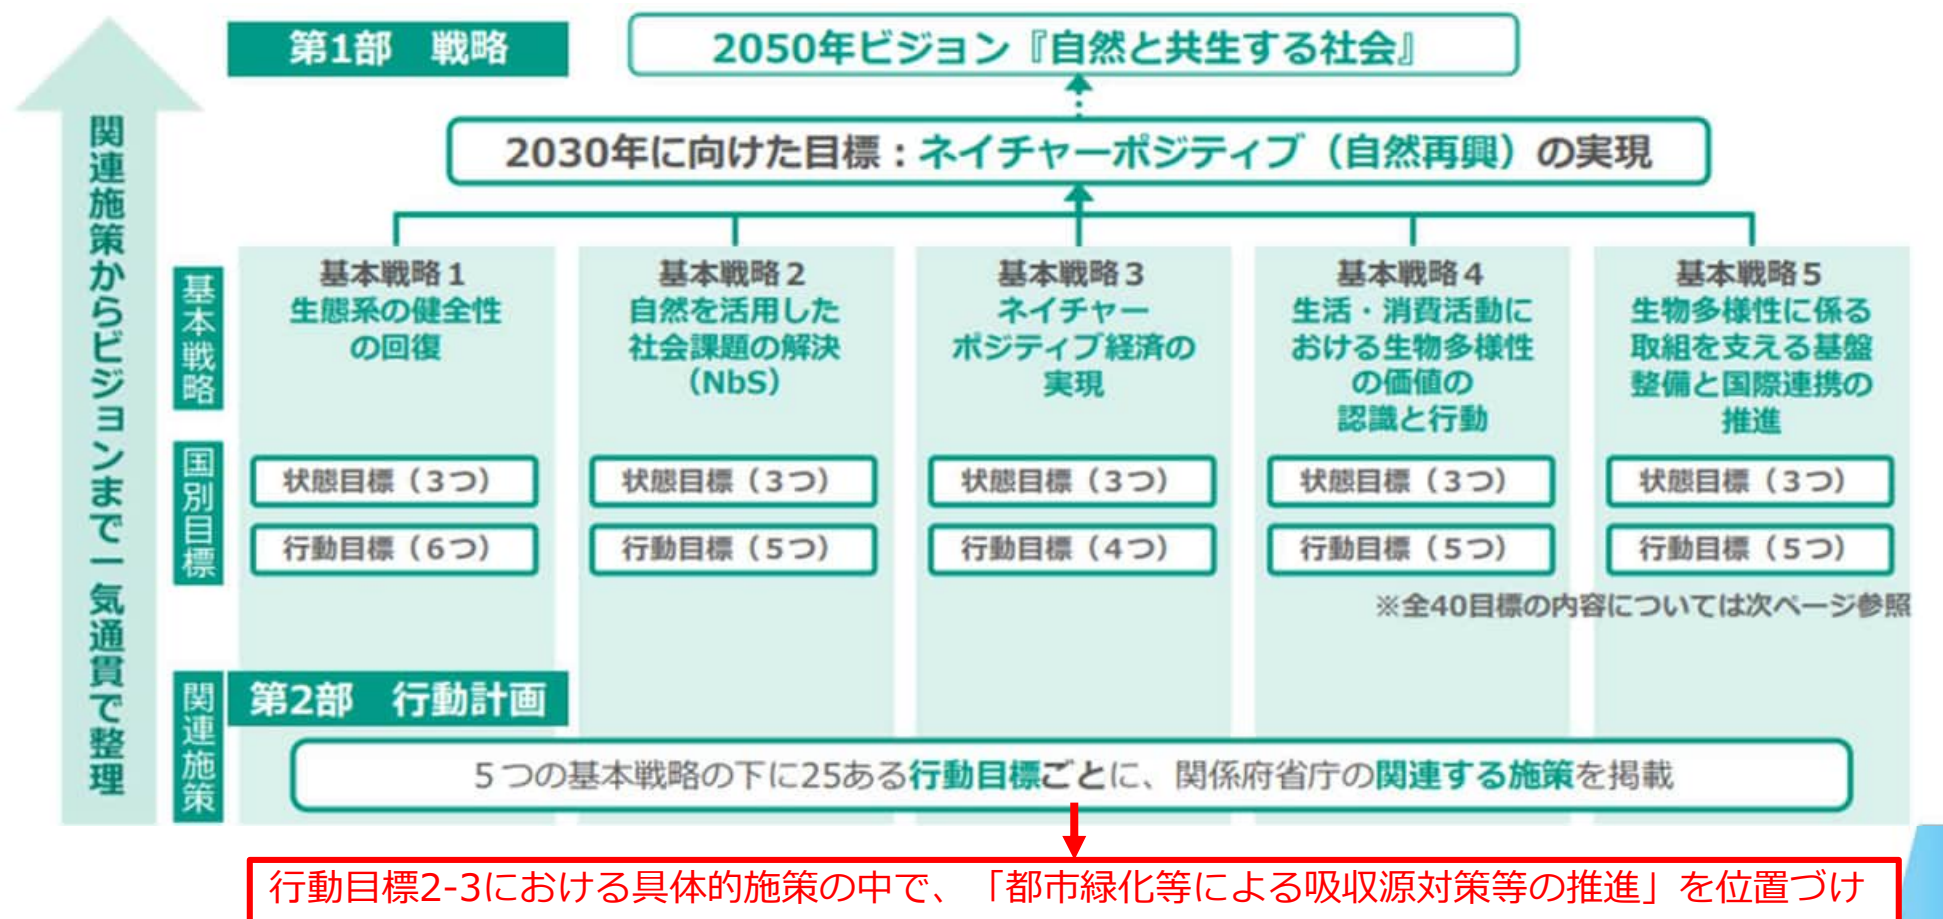 第1部 戦略
2050年ビジョン『自然と共生する社会』
2030年に向けた目標：ネイチャーポジティブ（自然再興）の実現
関連施策からビジョンまで一気通貫で整理
基本戦略
基本戦略1
生態系の健全性
の回復
基本戦略2
自然を活用した
社会課題の解決
（NbS）
基本戦略3
ネイチャー
ポジティブ経済の
実現
基本戦略4
生活・消費活動に
おける生物多様性
の価値の
認識と行動
基本戦略5
生物多様性に係る
取組を支える基盤
整備と国際連携の
推進
国別目標
状態目標（3つ）
状態目標（3つ）
状態目標（3つ）
状態目標（3つ）
状態目標（3つ）
行動目標（6つ）
行動目標（5つ）
行動目標（4つ）
行動目標（5つ）
行動目標（5つ）
※全40目標の内容については次ページ参照
関連施策
第2部 行動計画
5つの基本戦略の下に25ある行動目標ごとに、関係府省庁の関連する施策を掲載
行動目標2-3における具体的施策の中で、「都市緑化等による吸収源対策等の推進」を位置づけ